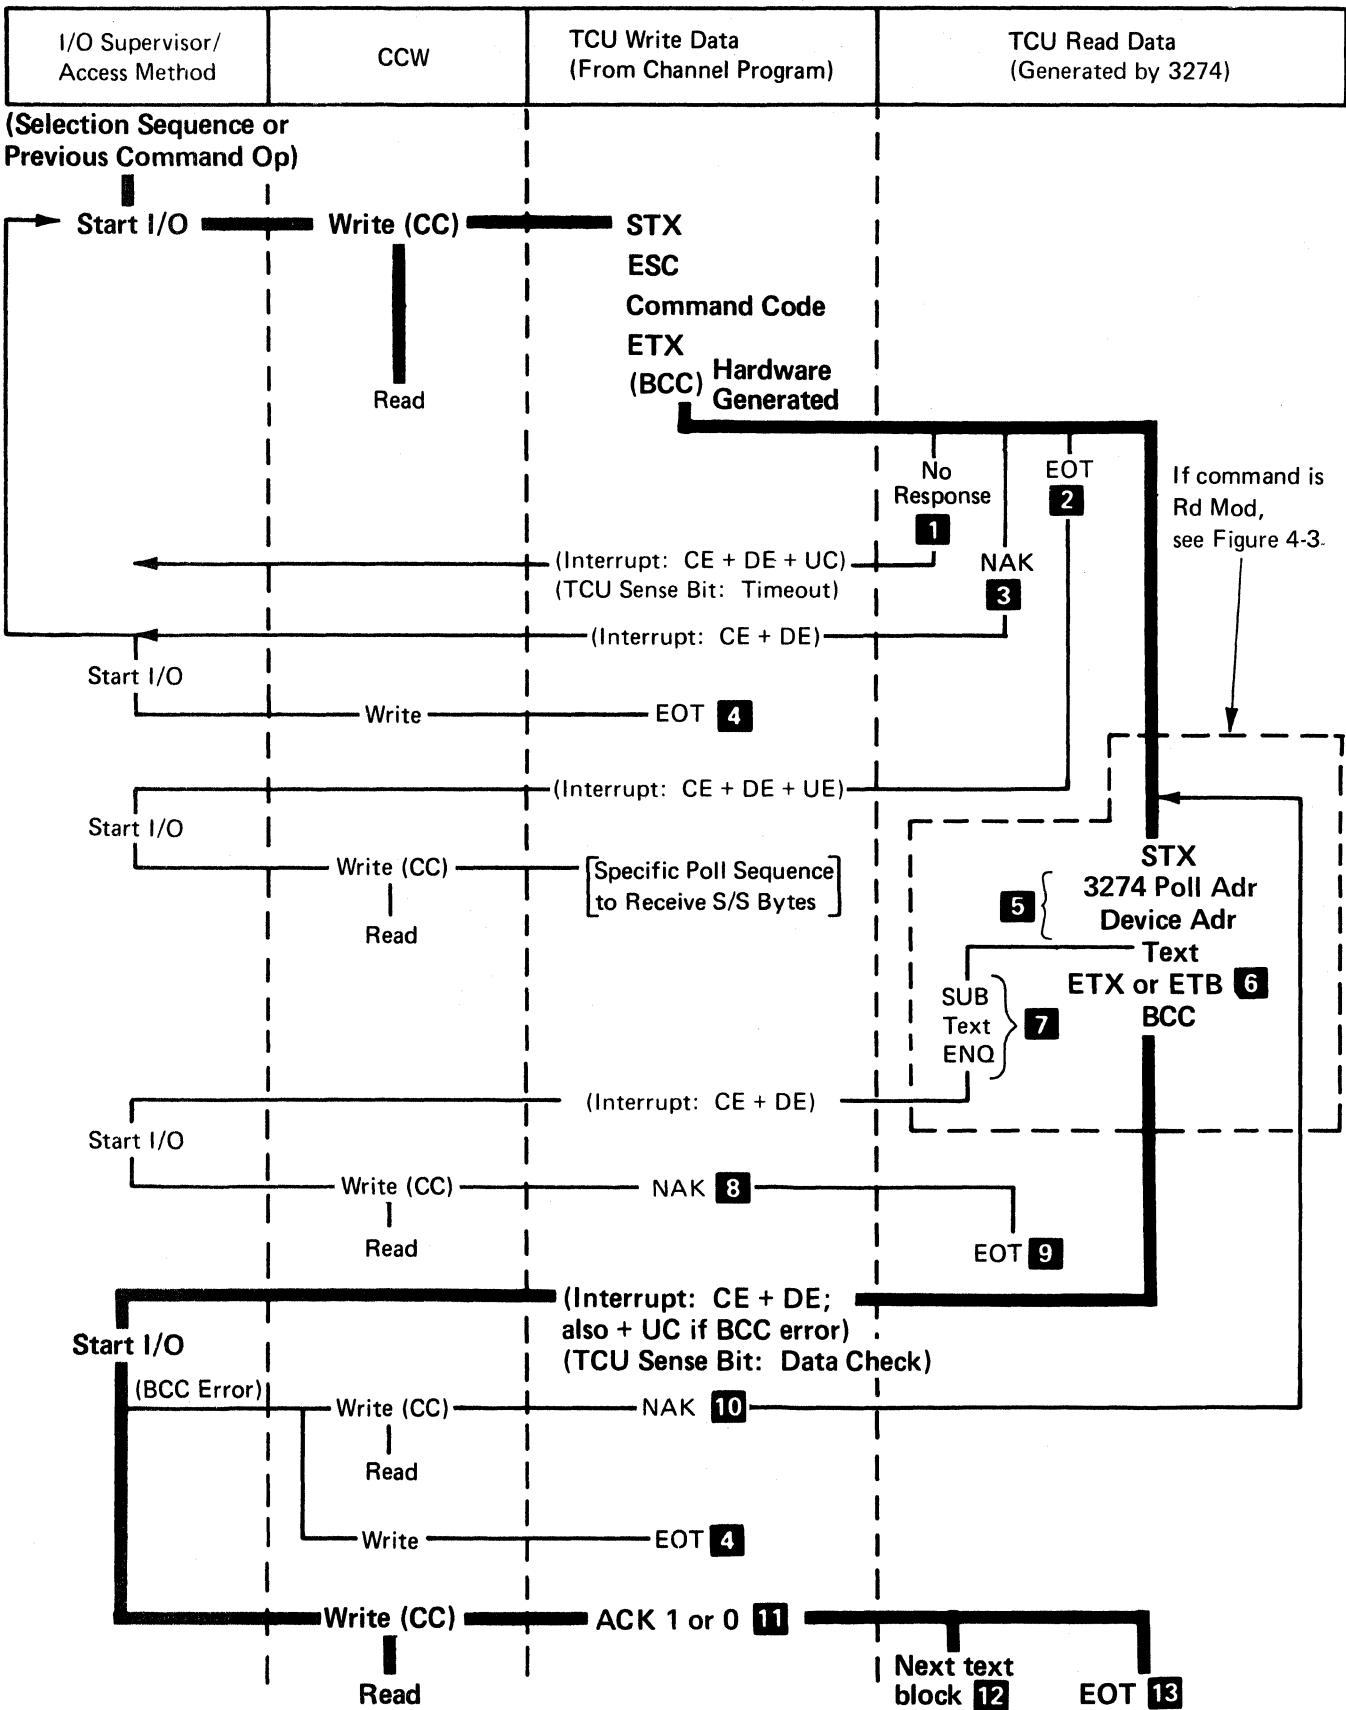 I/O Supervisor/
Access Method
CCW
TCU Write Data
(From Channel Program)
TCU Read Data
(Generated by 3274)
(Selection Sequence or
Previous Command Op)
Start I/O
Write (CC)
STX
ESC
Command Code
ETX
(BCC) Hardware
Generated
Read
No
Response
1
EOT
2
If command is
Rd Mod,
see Figure 4-3.
(Interrupt: CE + DE + UC)
(TCU Sense Bit: Timeout)
NAK
3
(Interrupt: CE + DE)
Start I/O
Write
EOT 4
(Interrupt: CE + DE + UE)
Start I/O
Write (CC)
[Specific Poll Sequence
to Receive S/S Bytes]
Read
STX
5
3274 Poll Adr
Device Adr
Text
ETX or ETB 6
BCC
SUB
Text
ENQ
7
(Interrupt: CE + DE)
Start I/O
Write (CC)
NAK 8
Read
EOT 9
(Interrupt: CE + DE;
also + UC if BCC error)
(TCU Sense Bit: Data Check)
Start I/O
(BCC Error)
Write (CC)
NAK 10
Read
Write
EOT 4
Write (CC)
ACK 1 or 0 11
Read
Next text
block 12
EOT 13